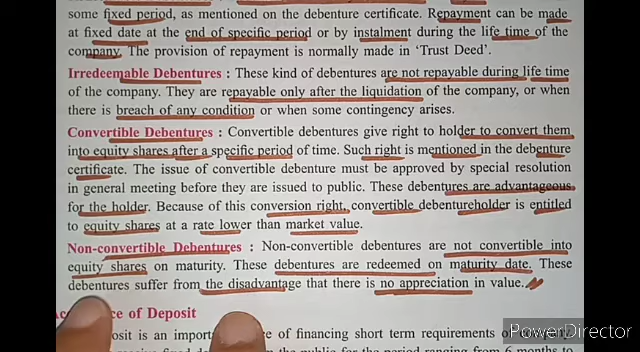 some fixed period, as mentioned on the debenture certificate. Repayment can be made
at fixed date at the end of specific period or by instalment during the life time of the
company. The provision of repayment is normally made in 'Trust Deed'.
Irredeemable Debentures : These kind of debentures are not repayable during life time
of the company. They are repayable only after the liquidation of the company, or when
there is breach of any condition or when some contingency arises.
Convertible Debentures : Convertible debentures give right to holder to convert them
into equity shares after a specific period of time. Such right is mentioned in the debenture
certificate. The issue of convertible debenture must be approved by special resolution
in general meeting before they are issued to public. These debentures are advantageous
for the holder. Because of this conversion right, convertible debentureholder is entitled
to equity shares at a rate lower than market value.
Non-convertible Debentures : Non-convertible debentures are not convertible into
equity shares on maturity. These debentures are redeemed on maturity date. These
debentures suffer from the disadvantage that there is no appreciation in value.
of Deposit
is an of financing short term requirements of
the public for the period ranging from 6 months to
PowerDirector